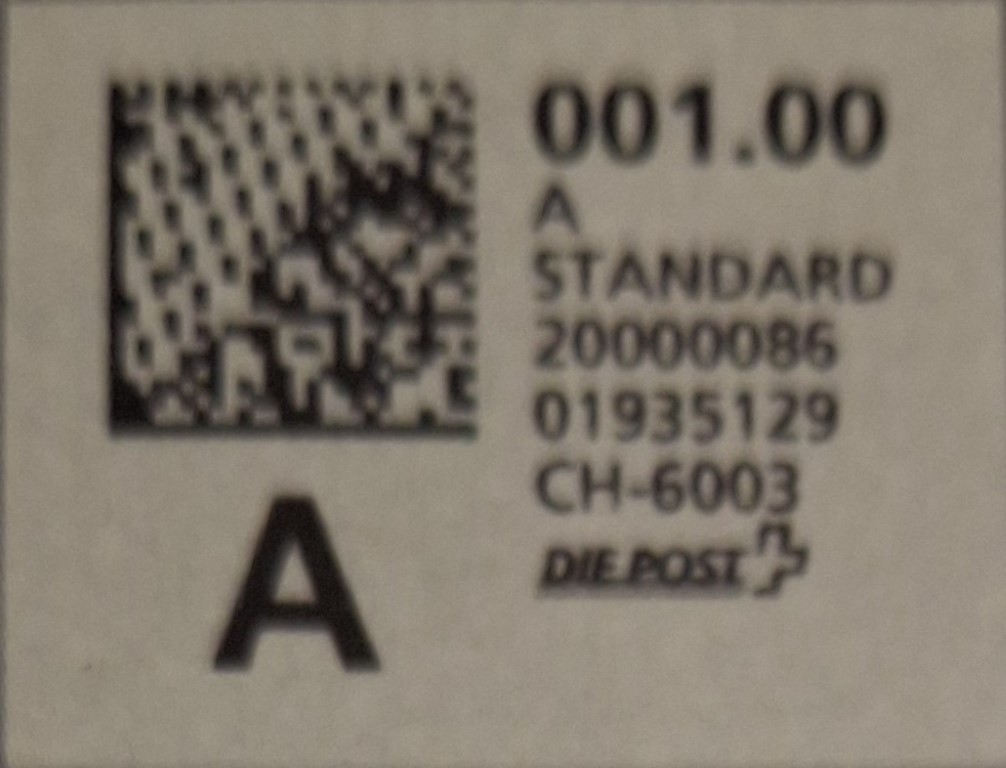 001.00
A
STANDARD
20000086
01935129
CH-6003
DIE POST
A